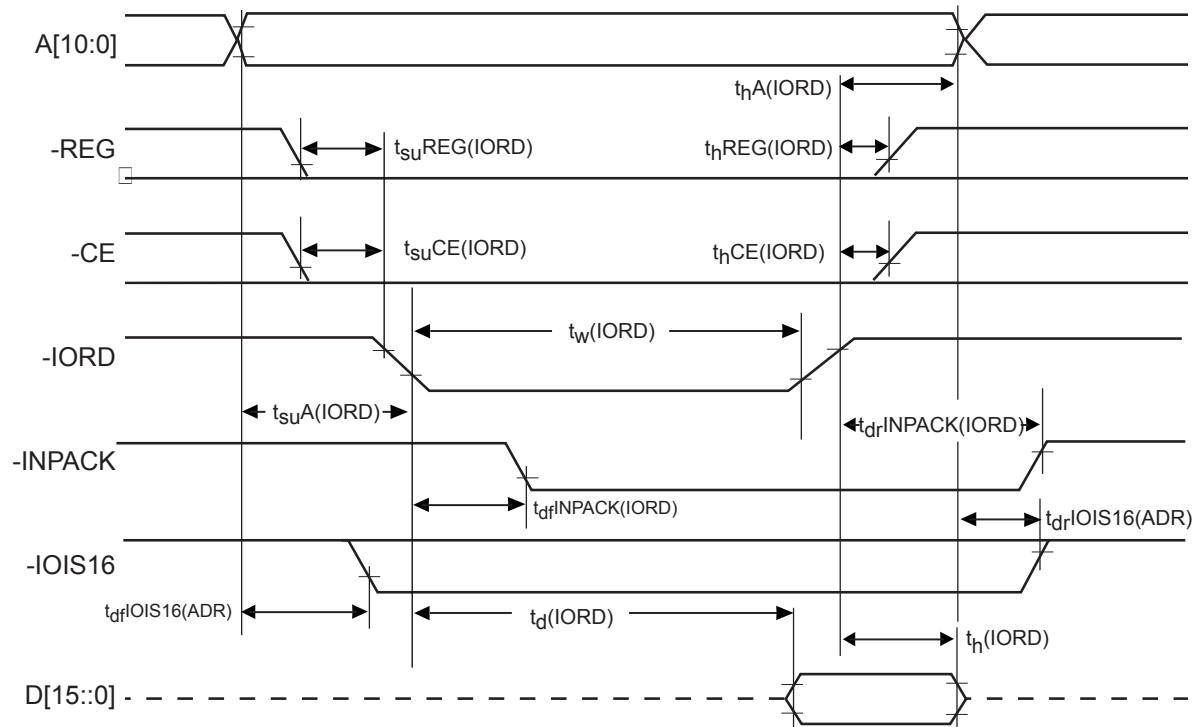 A[10:0]
thA(IORD)
-REG
tsuREG(IORD)
thREG(IORD)
-CE
tsuCE(IORD)
thCE(IORD)
-IORD
tw(IORD)
tsuA(IORD)
tdrINPACK(IORD)
-INPACK
tdfINPACK(IORD)
tdrIOIS16(ADR)
-IOIS16
tdfIOIS16(ADR)
td(IORD)
th(IORD)
D[15::0]